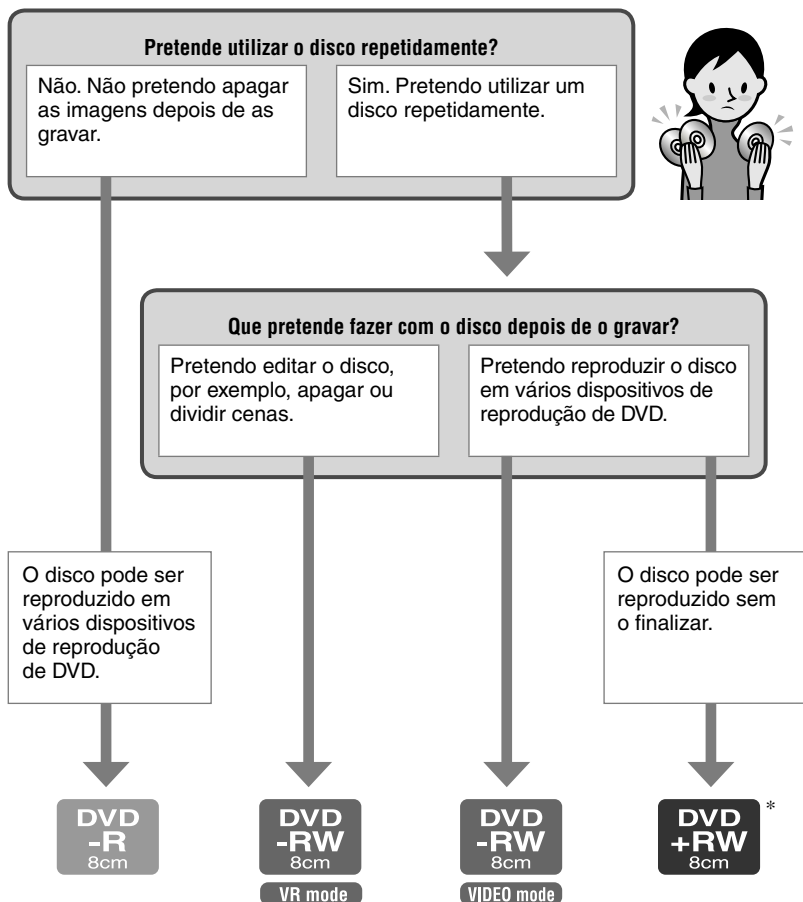 Pretende utilizar o disco repetidamente?
Não. Não pretendo apagar
as imagens depois de as
gravar.
Sim. Pretendo utilizar um
disco repetidamente.
Que pretende fazer com o disco depois de o gravar?
Pretendo editar o disco,
por exemplo, apagar ou
dividir cenas.
Pretendo reproduzir o disco
em vários dispositivos de
reprodução de DVD.
O disco pode ser
reproduzido em
vários dispositivos
de reprodução
de DVD.
O disco pode ser
reproduzido sem
o finalizar.
DVD
-R
8cm
DVD
-RW
8cm
VR mode
DVD
-RW
8cm
VIDEO mode
DVD
+RW
8cm
*